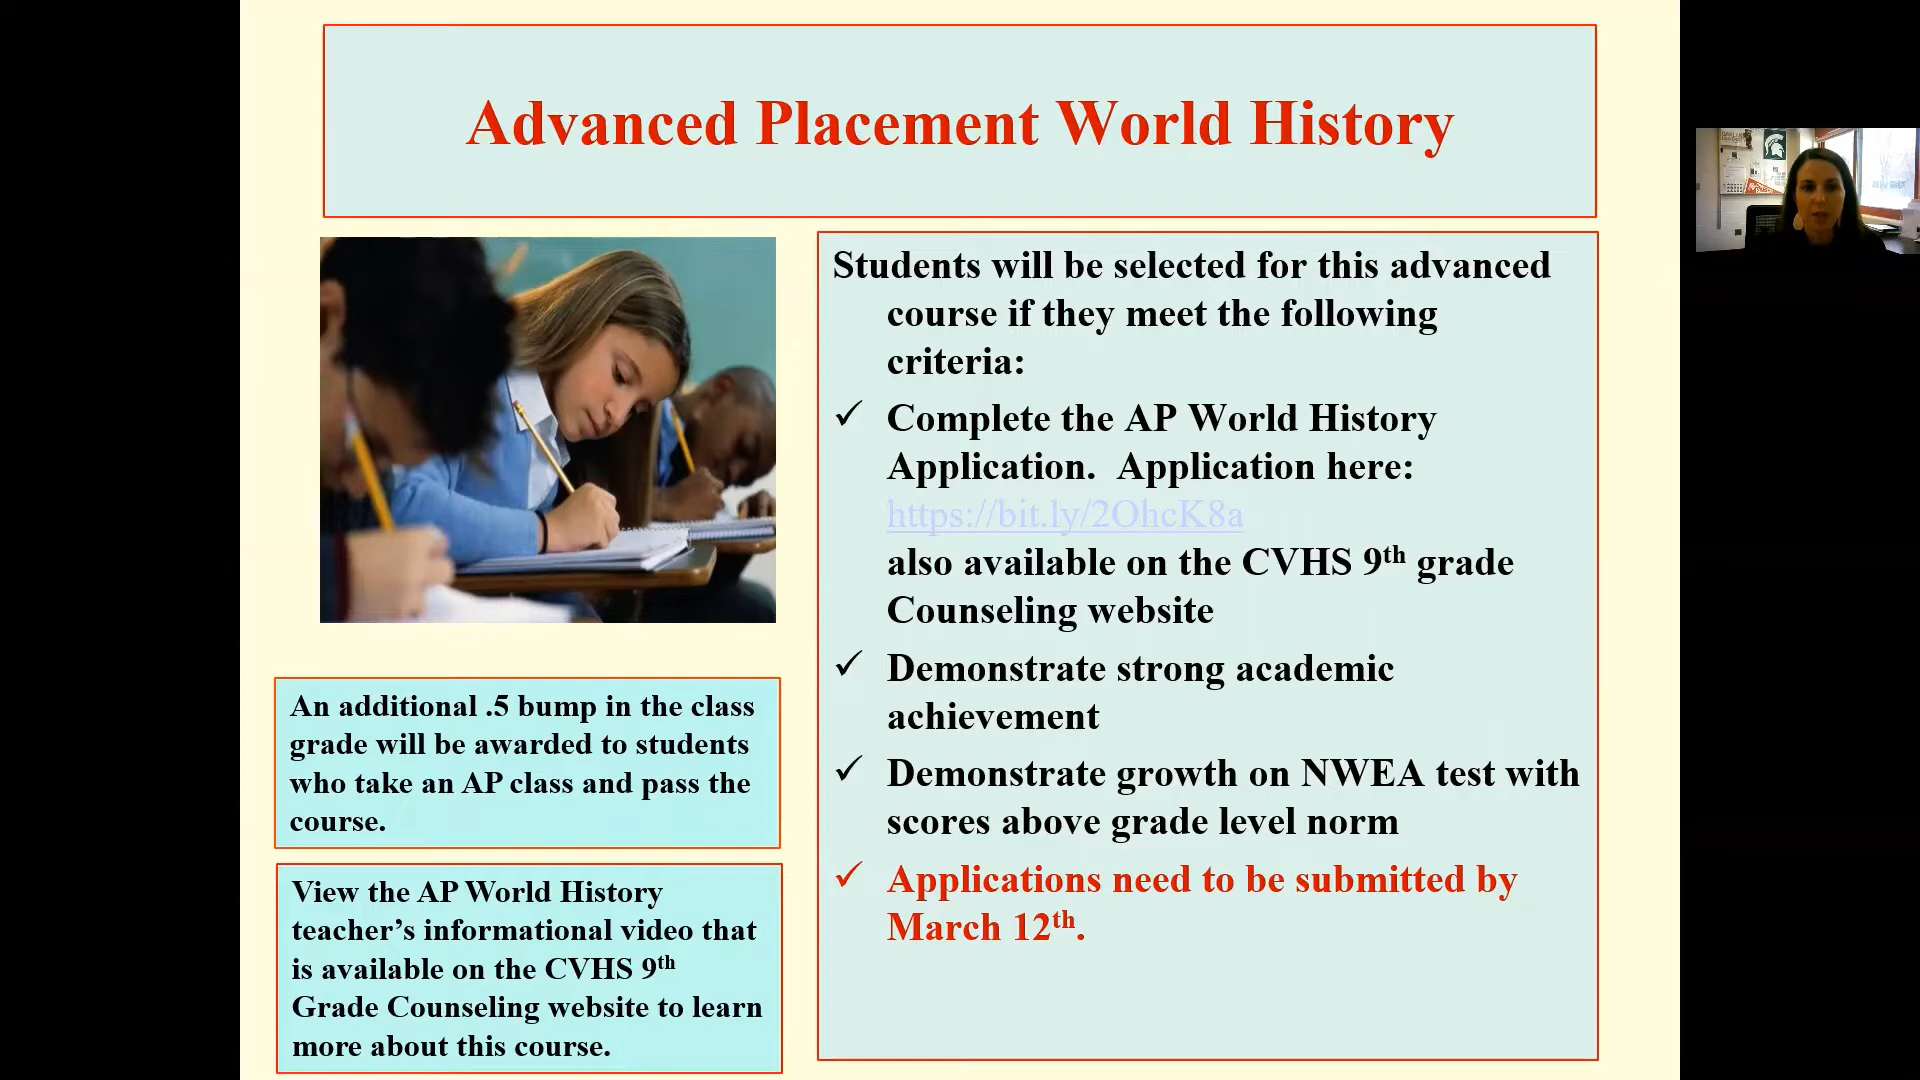 Advanced Placement World History
Students will be selected for this advanced
course if they meet the following
criteria:
✓ Complete the AP World History
Application.  Application here:
https://bit.ly/2OhcK8a
also available on the CVHS 9th grade
Counseling website
✓ Demonstrate strong academic
achievement
✓ Demonstrate growth on NWEA test with
scores above grade level norm
✓ Applications need to be submitted by
March 12th.
An additional .5 bump in the class
grade will be awarded to students
who take an AP class and pass the
course.
View the AP World History
teacher’s informational video that
is available on the CVHS 9th
Grade Counseling website to learn
more about this course.